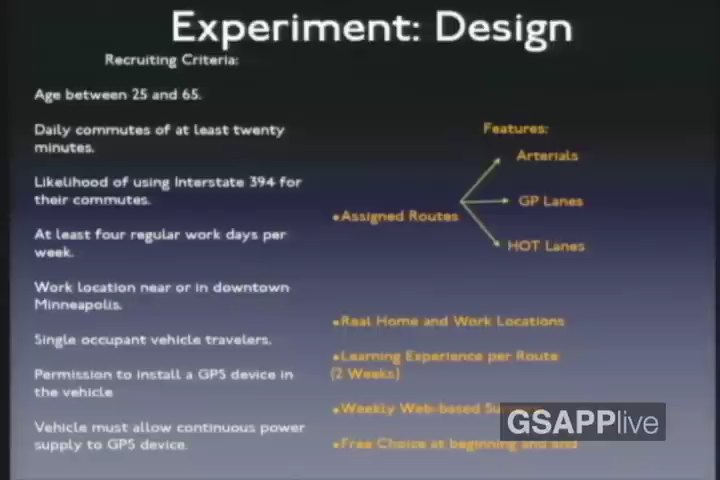 Experiment: Design
Recruiting Criteria:
Age between 25 and 65.
Daily commutes of at least twenty
minutes.
Likelihood of using Interstate 394 for
their commutes.
At least four regular work days per
week.
Work location near or in downtown
Minneapolis.
Single occupant vehicle travelers.
Permission to install a GPS device in
the vehicle
Vehicle must allow continuous power
supply to GPS device.
Features:
Arterials
•Assigned Routes
GP Lanes
HOT Lanes
•Real Home and Work Locations
•Learning Experience per Route
(2 Weeks)
•Weekly Web-based
•Free Choice at beginning and end
GSAPPlive